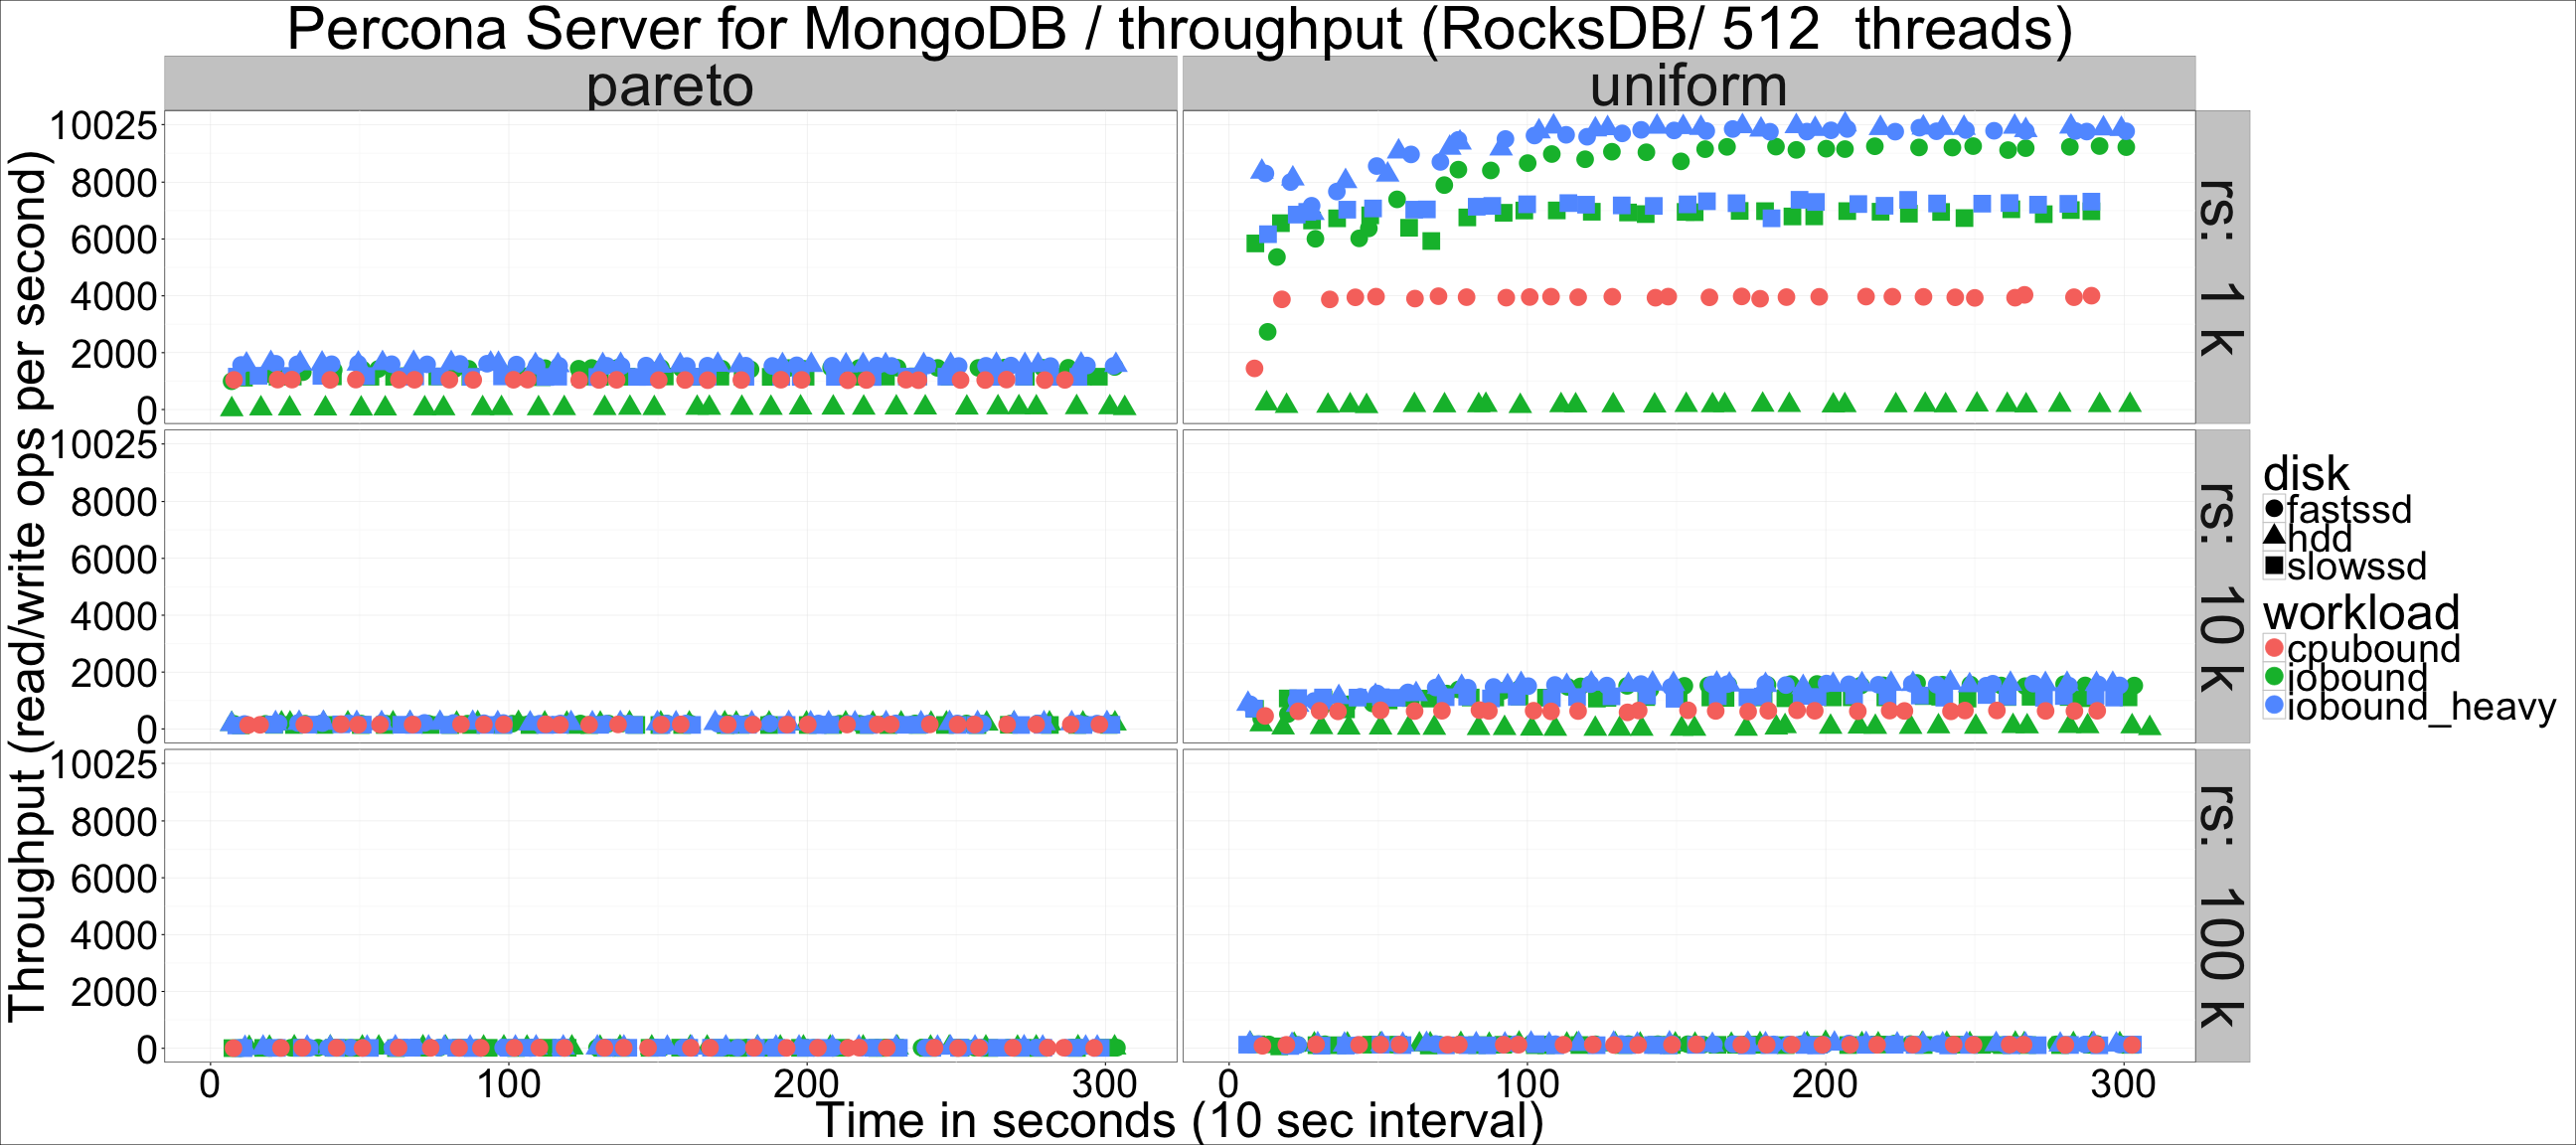 Percona Server for MongoDB / throughput (RocksDB/ 512 threads)
pareto
uniform
Throughput (read/write ops per second)
10025
8000
6000
4000
2000
0
rs: 1 k
10025
8000
6000
4000
2000
0
rs: 10 k
10025
8000
6000
4000
2000
0
rs: 100 k
0 100 200 300
0 100 200 300
Time in seconds (10 sec interval)
disk
fastssd
hdd
slowssd
workload
cpubound
iobound
iobound_heavy